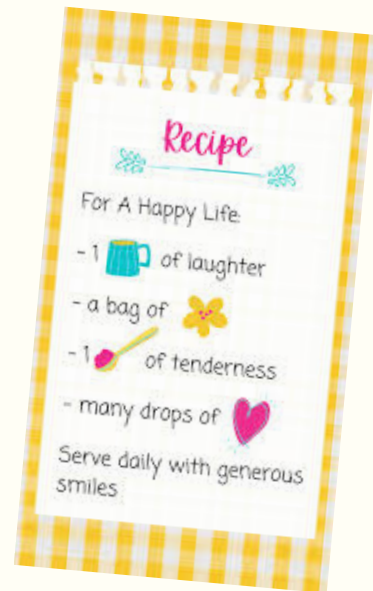 Recipe
For A Happy Life:
- 1 of laughter
- a bag of
- 1 of tenderness
- many drops of
Serve daily with generous
smiles